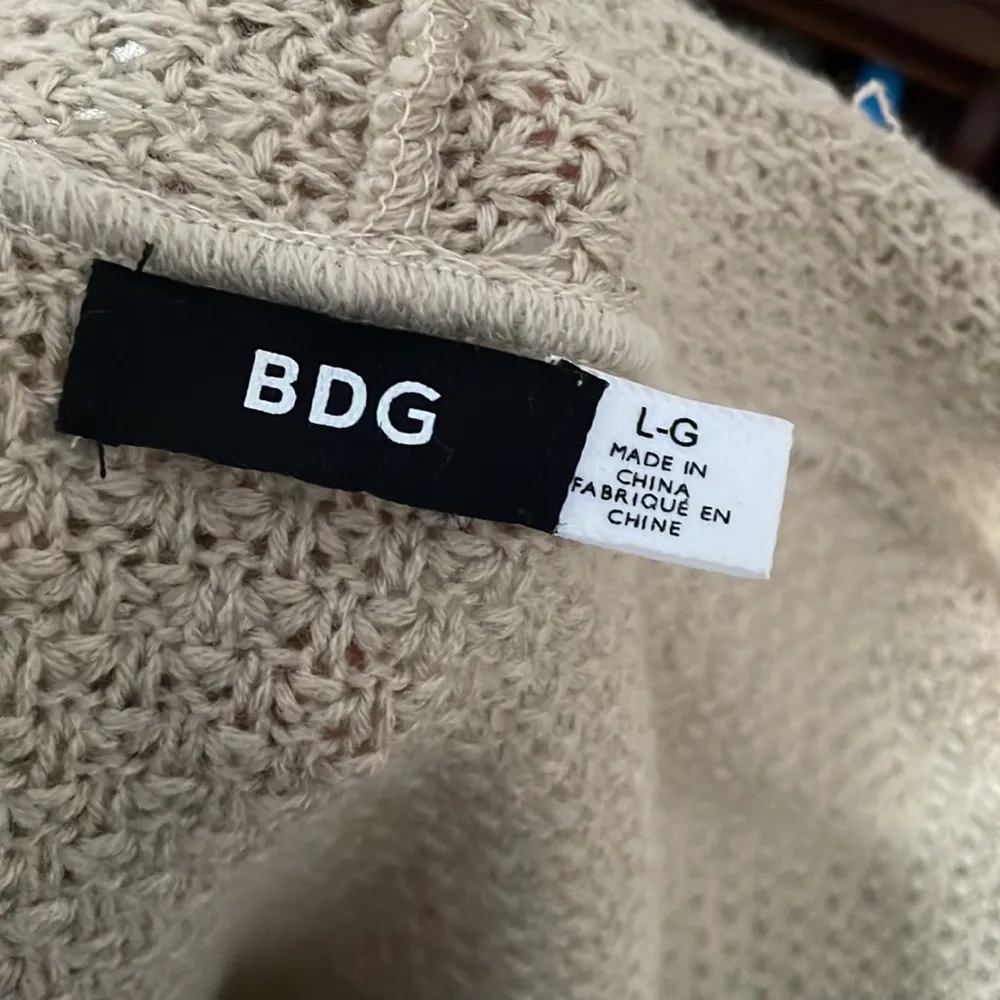 BDG
L-G
MADE IN
CHINA
FABRIQUÉ EN
CHINE